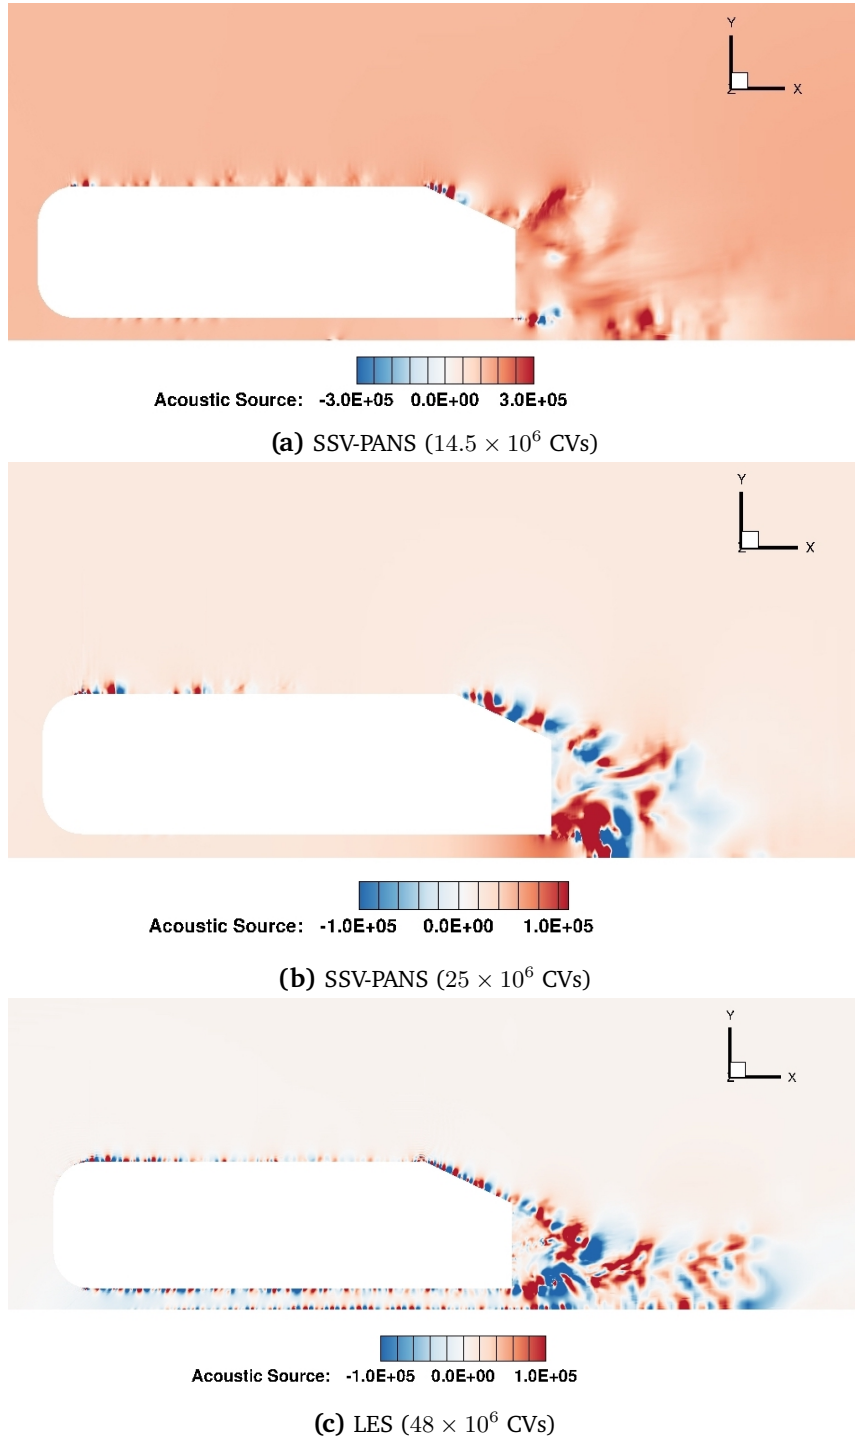 Y
X
Z
Acoustic Source: -3.0E+05 0.0E+00 3.0E+05
(a) SSV-PANS (14.5 × 10⁶ CVs)
Y
X
Z
Acoustic Source: -1.0E+05 0.0E+00 1.0E+05
(b) SSV-PANS (25 × 10⁶ CVs)
Y
X
Z
Acoustic Source: -1.0E+05 0.0E+00 1.0E+05
(c) LES (48 × 10⁶ CVs)